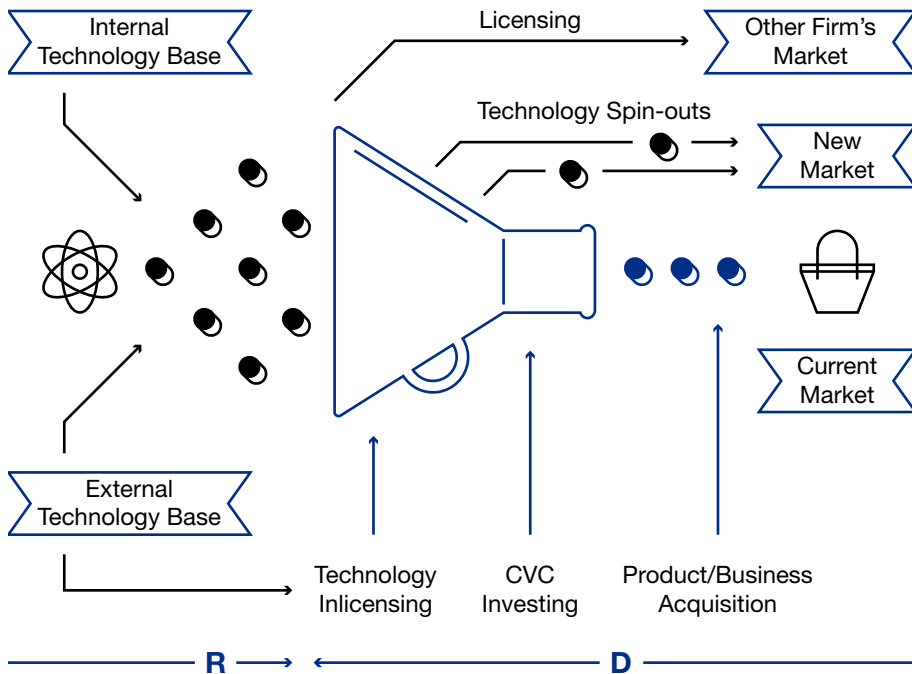 Internal
Technology Base
Licensing
Other Firm's
Market
Technology Spin-outs
New
Market
Current
Market
External
Technology Base
Technology
Inlicensing
CVC
Investing
Product/Business
Acquisition
R
D